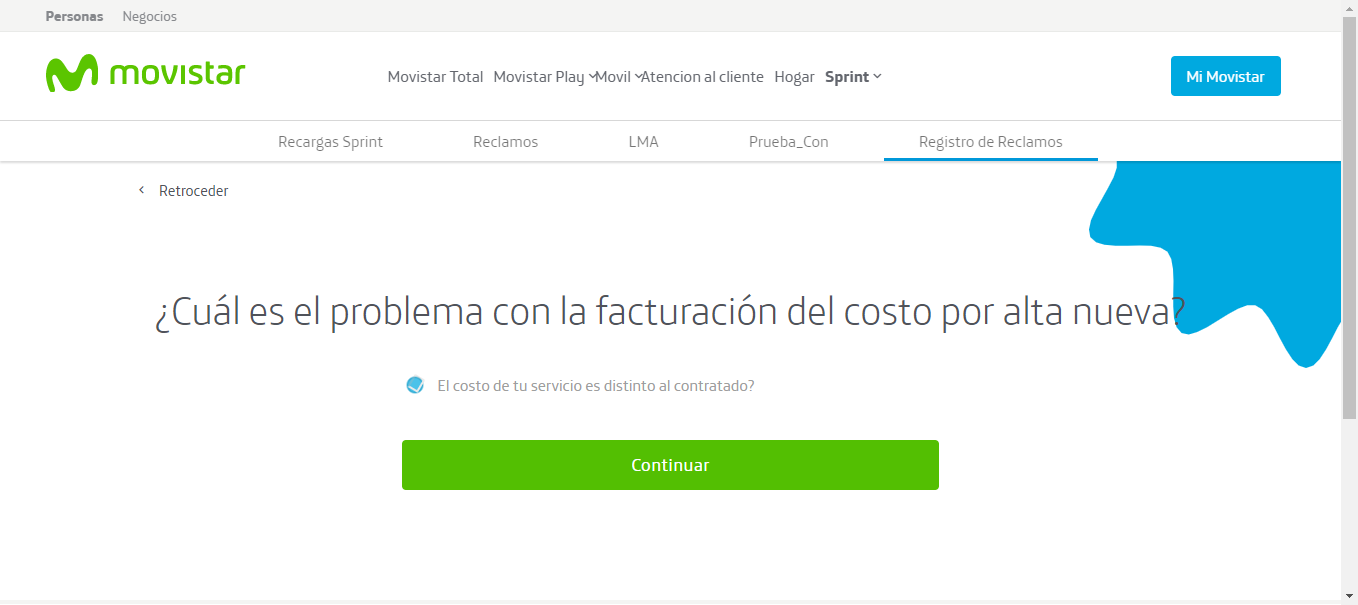 Personas Negocios
movistar
Movistar Total Movistar Play Movil Atencion al cliente Hogar Sprint
Mi Movistar
Recargas Sprint Reclamos LMA Prueba_Con Registro de Reclamos
Retroceder
¿Cuál es el problema con la facturación del costo por alta nueva?
El costo de tu servicio es distinto al contratado?
Continuar